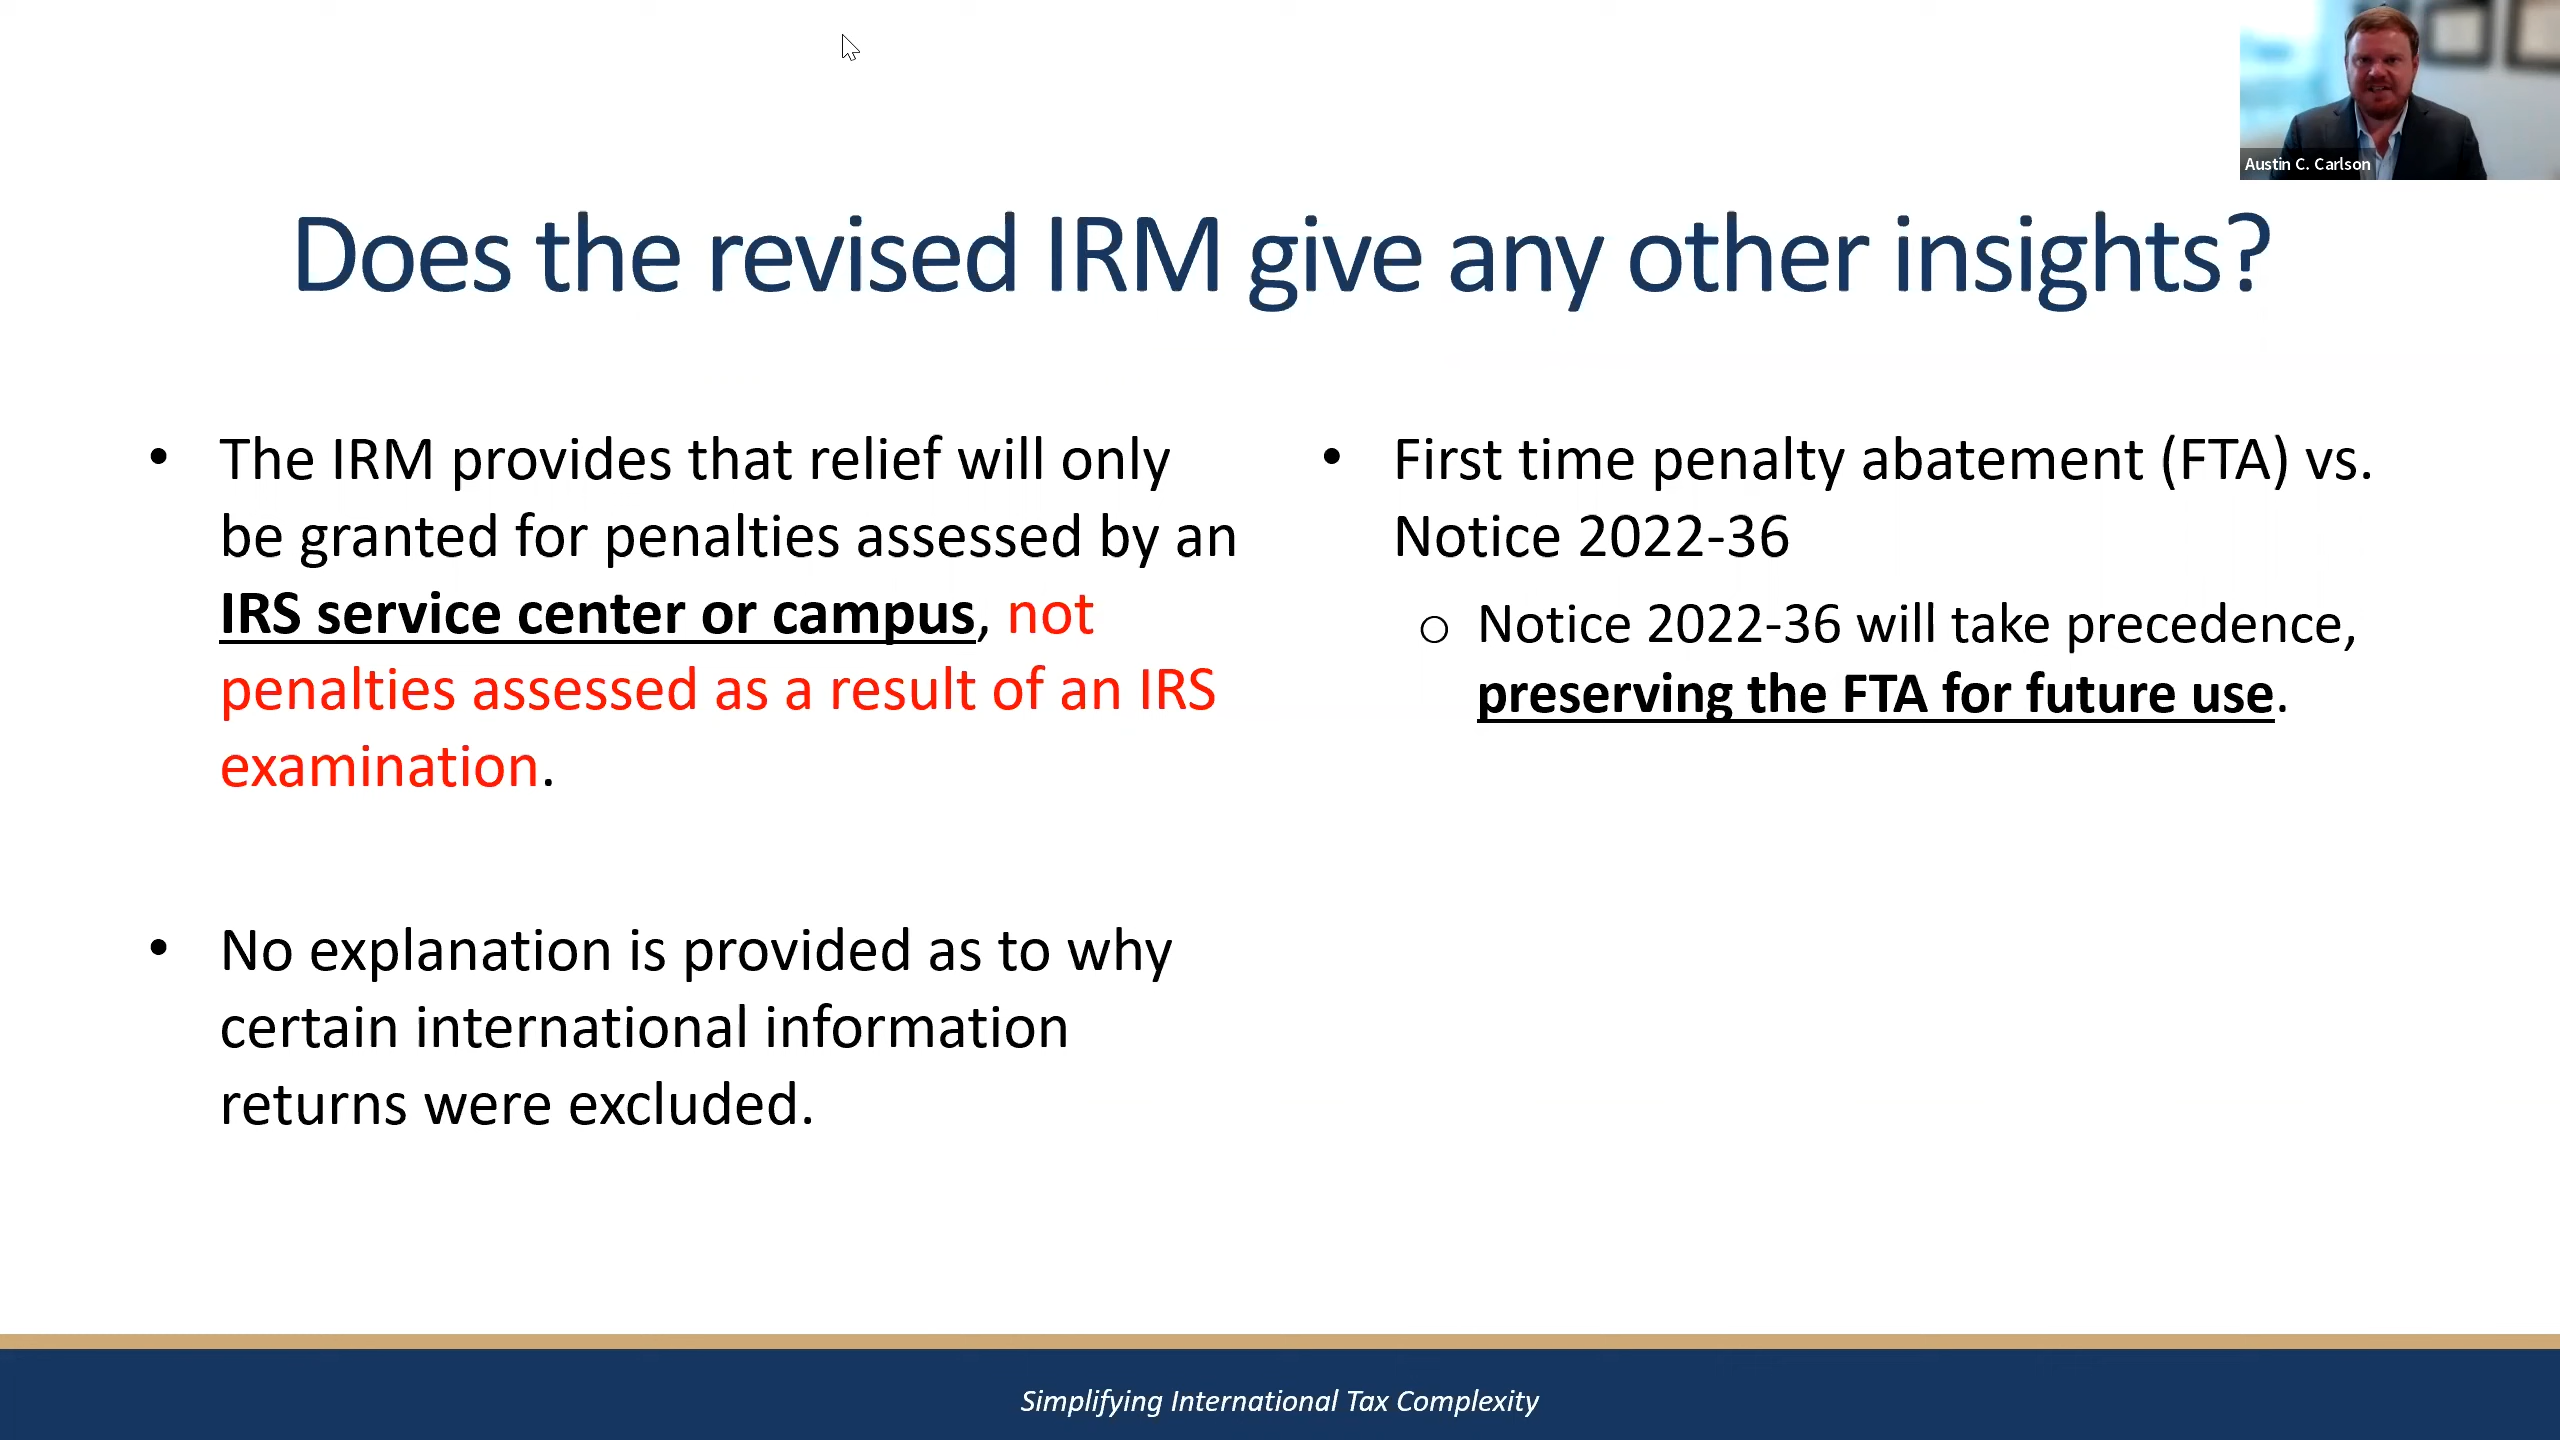 Austin C. Carlson
Does the revised IRM give any other insights?
• The IRM provides that relief will only
be granted for penalties assessed by an
IRS service center or campus, not
penalties assessed as a result of an IRS
examination.
• No explanation is provided as to why
certain international information
returns were excluded.
• First time penalty abatement (FTA) vs.
Notice 2022-36
o Notice 2022-36 will take precedence,
preserving the FTA for future use.
Simplifying International Tax Complexity